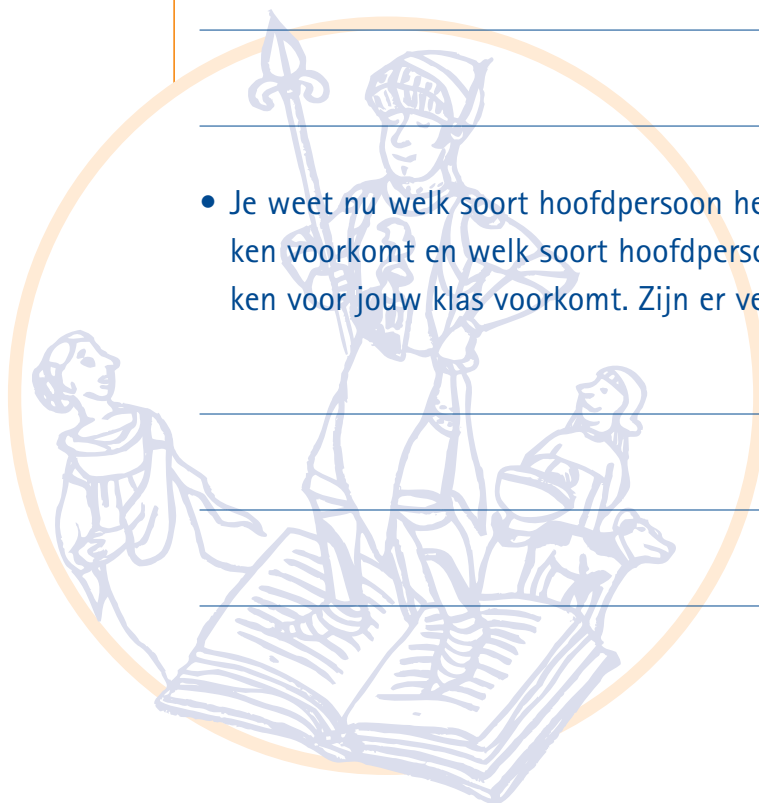 • Je weet nu welk soort hoofdpersoon he
ken voorkomt en welk soort hoofdperso
ken voor jouw klas voorkomt. Zijn er ve